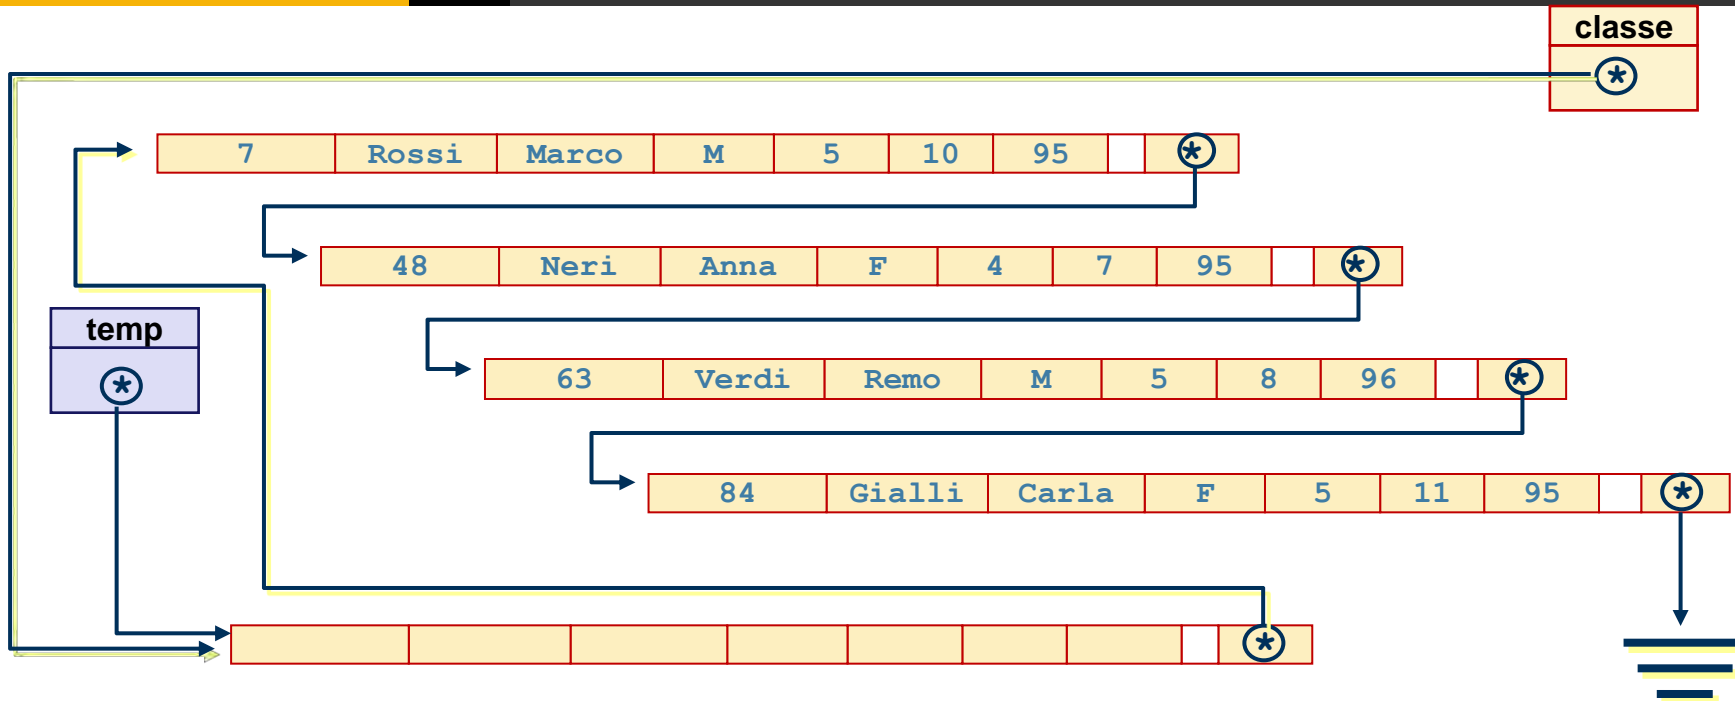 classe
*
7 Rossi Marco M 5 10 95 *
48 Neri Anna F 4 7 95 *
temp
*
63 Verdi Remo M 5 8 96 *
84 Gialli Carla F 5 11 95 *
*